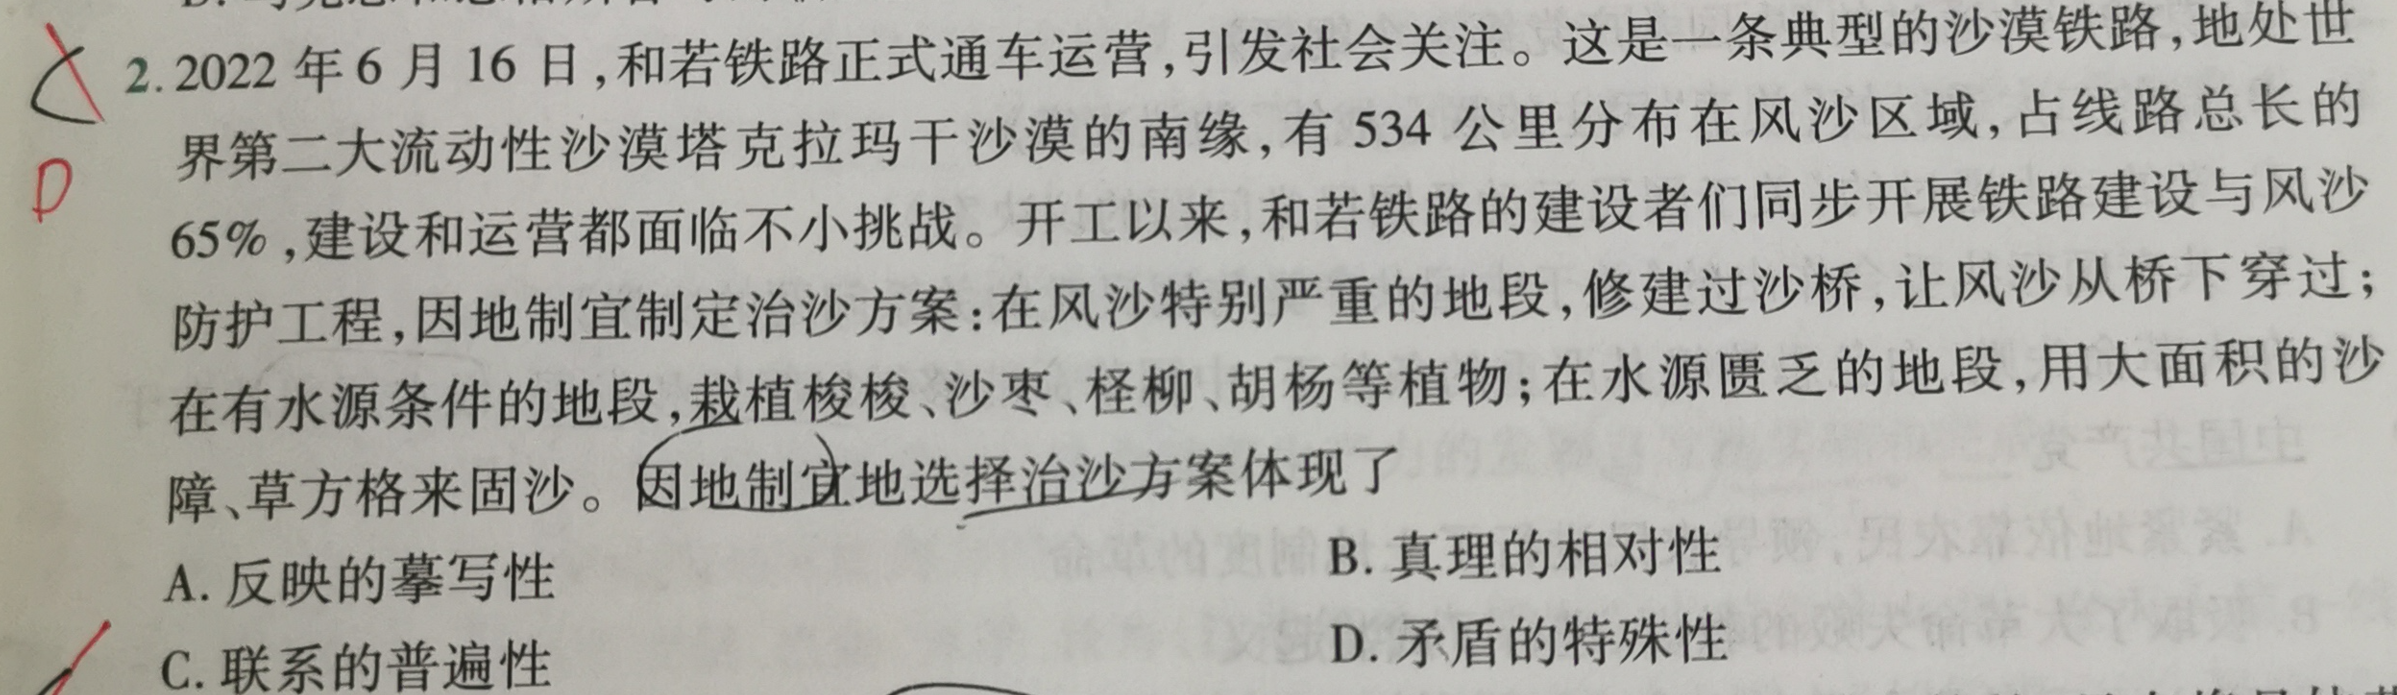 2. 2022 年 6 月 16 日,和若铁路正式通车运营,引发社会关注。这是一条典型的沙漠铁路,地处世
界第二大流动性沙漠塔克拉玛干沙漠的南缘,有 534 公里分布在风沙区域,占线路总长的
D
65%,建设和运营都面临不小挑战。开工以来,和若铁路的建设者们同步开展铁路建设与风沙
防护工程,因地制宜制定治沙方案:在风沙特别严重的地段,修建过沙桥,让风沙从桥下穿过;
在有水源条件的地段,栽植梭梭、沙枣、柽柳、胡杨等植物;在水源匮乏的地段,用大面积的沙
障、草方格来固沙。因地制宜地选择治沙方案体现了
A. 反映的摹写性 B. 真理的相对性
C. 联系的普遍性 D. 矛盾的特殊性